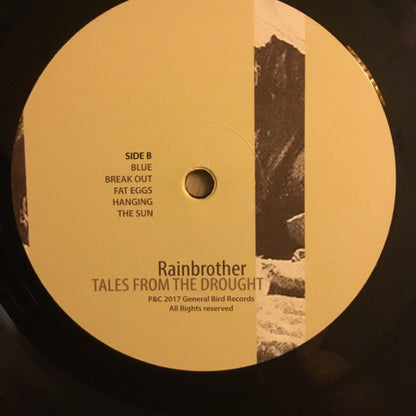 SIDE B
BLUE
BREAK OUT
FAT EGGS
HANGING
THE SUN
Rainbrother
TALES FROM THE DROUGHT
P&C 2017 General Bird Records
All Rights reserved